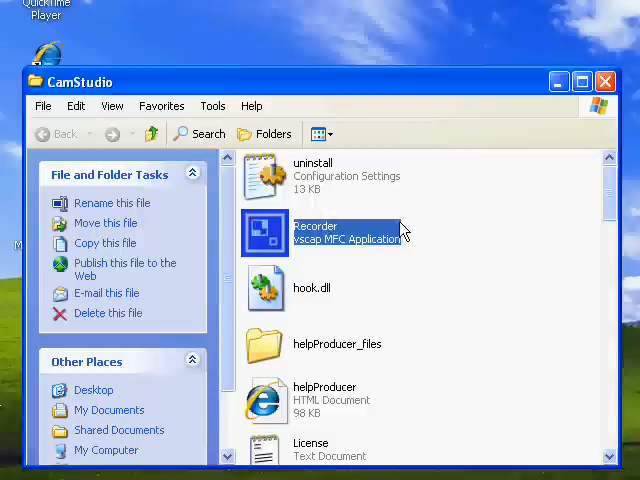 QuickTime
Player
CamStudio
File Edit View Favorites Tools Help
Back Search Folders
File and Folder Tasks
Rename this file
Move this file
Copy this file
Publish this file to the
Web
E-mail this file
Delete this file
Other Places
Desktop
My Documents
Shared Documents
My Computer
uninstall
Configuration Settings
13 KB
Recorder
vscap MFC Application
hook.dll
helpProducer_files
helpProducer
HTML Document
98 KB
License
Text Document